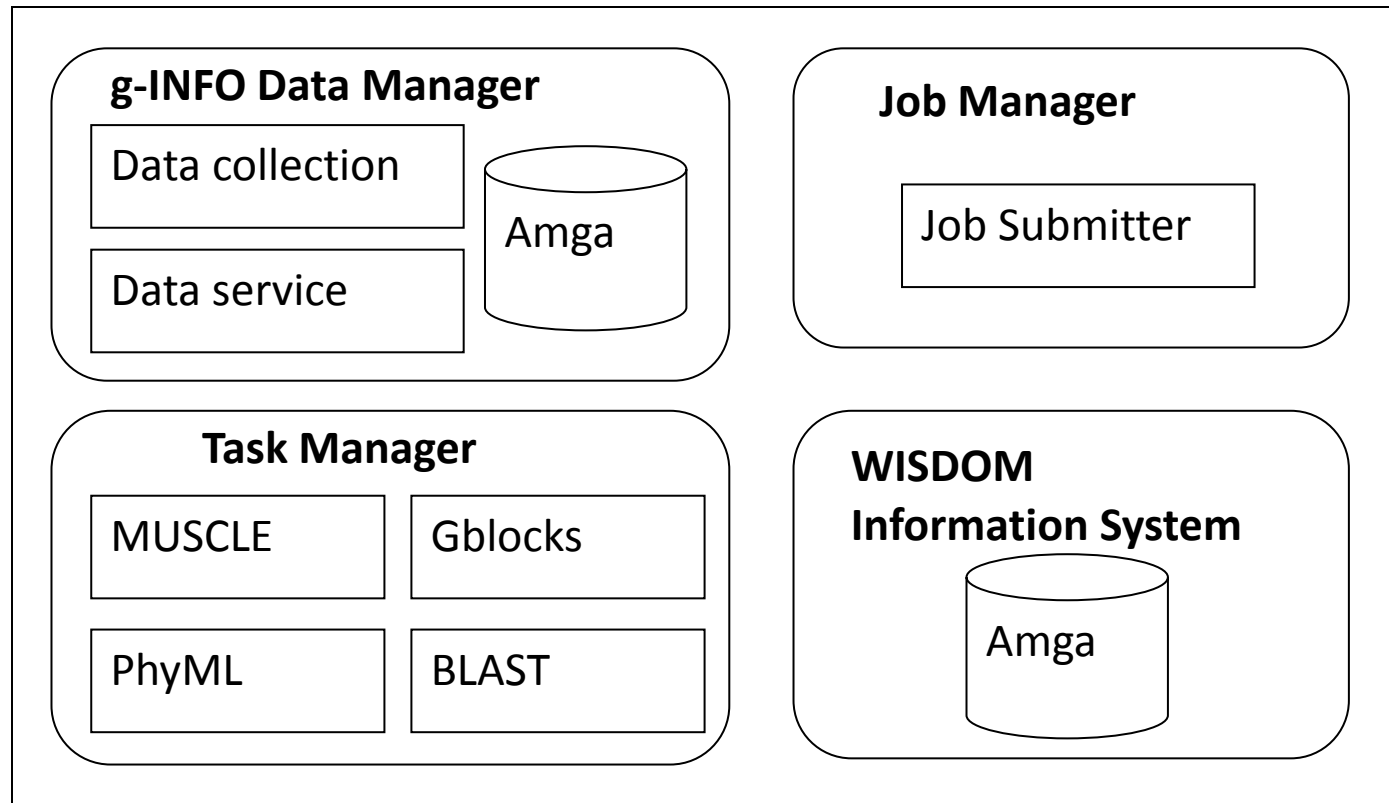 g-INFO Data Manager
Data collection
Data service
Amga
Job Manager
Job Submitter
Task Manager
MUSCLE
Gblocks
PhyML
BLAST
WISDOM
Information System
Amga